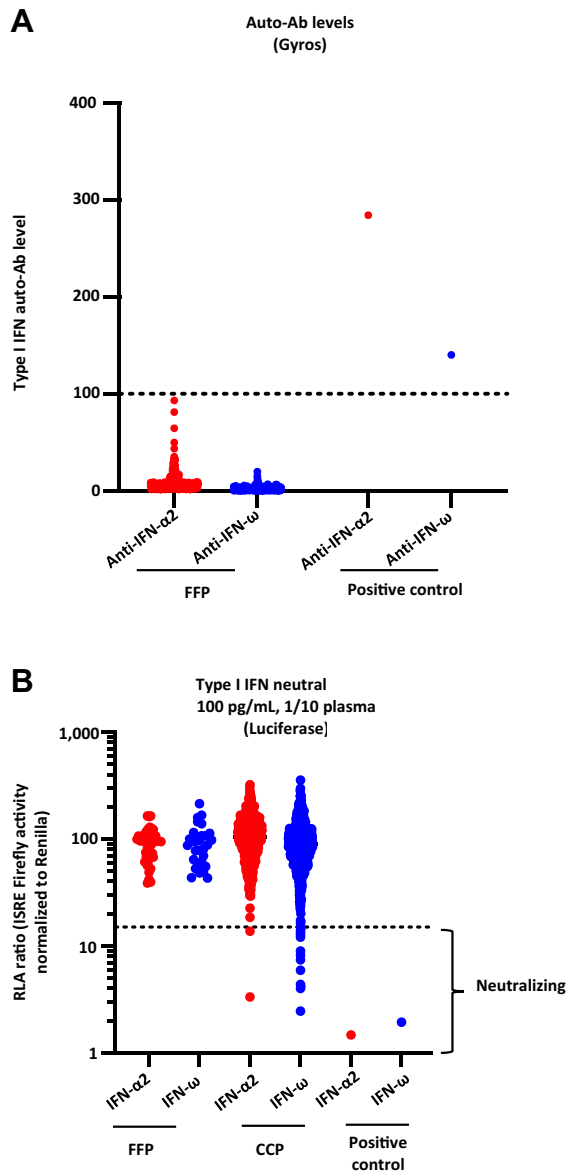 A
Auto-Ab levels
(Gyros)
Type I IFN auto-Ab level
400
300
200
100
0
Anti-IFN-α2
Anti-IFN-ω
Anti-IFN-α2
Anti-IFN-ω
FFP
Positive control
B
Type I IFN neutral
100 pg/mL, 1/10 plasma
(Luciferase)
RLA ratio (ISRE Firefly activity
normalized to Renilla)
1,000
100
10
1
Neutralizing
IFN-α2
IFN-ω
IFN-α2
IFN-ω
IFN-α2
IFN-ω
FFP
CCP
Positive
control